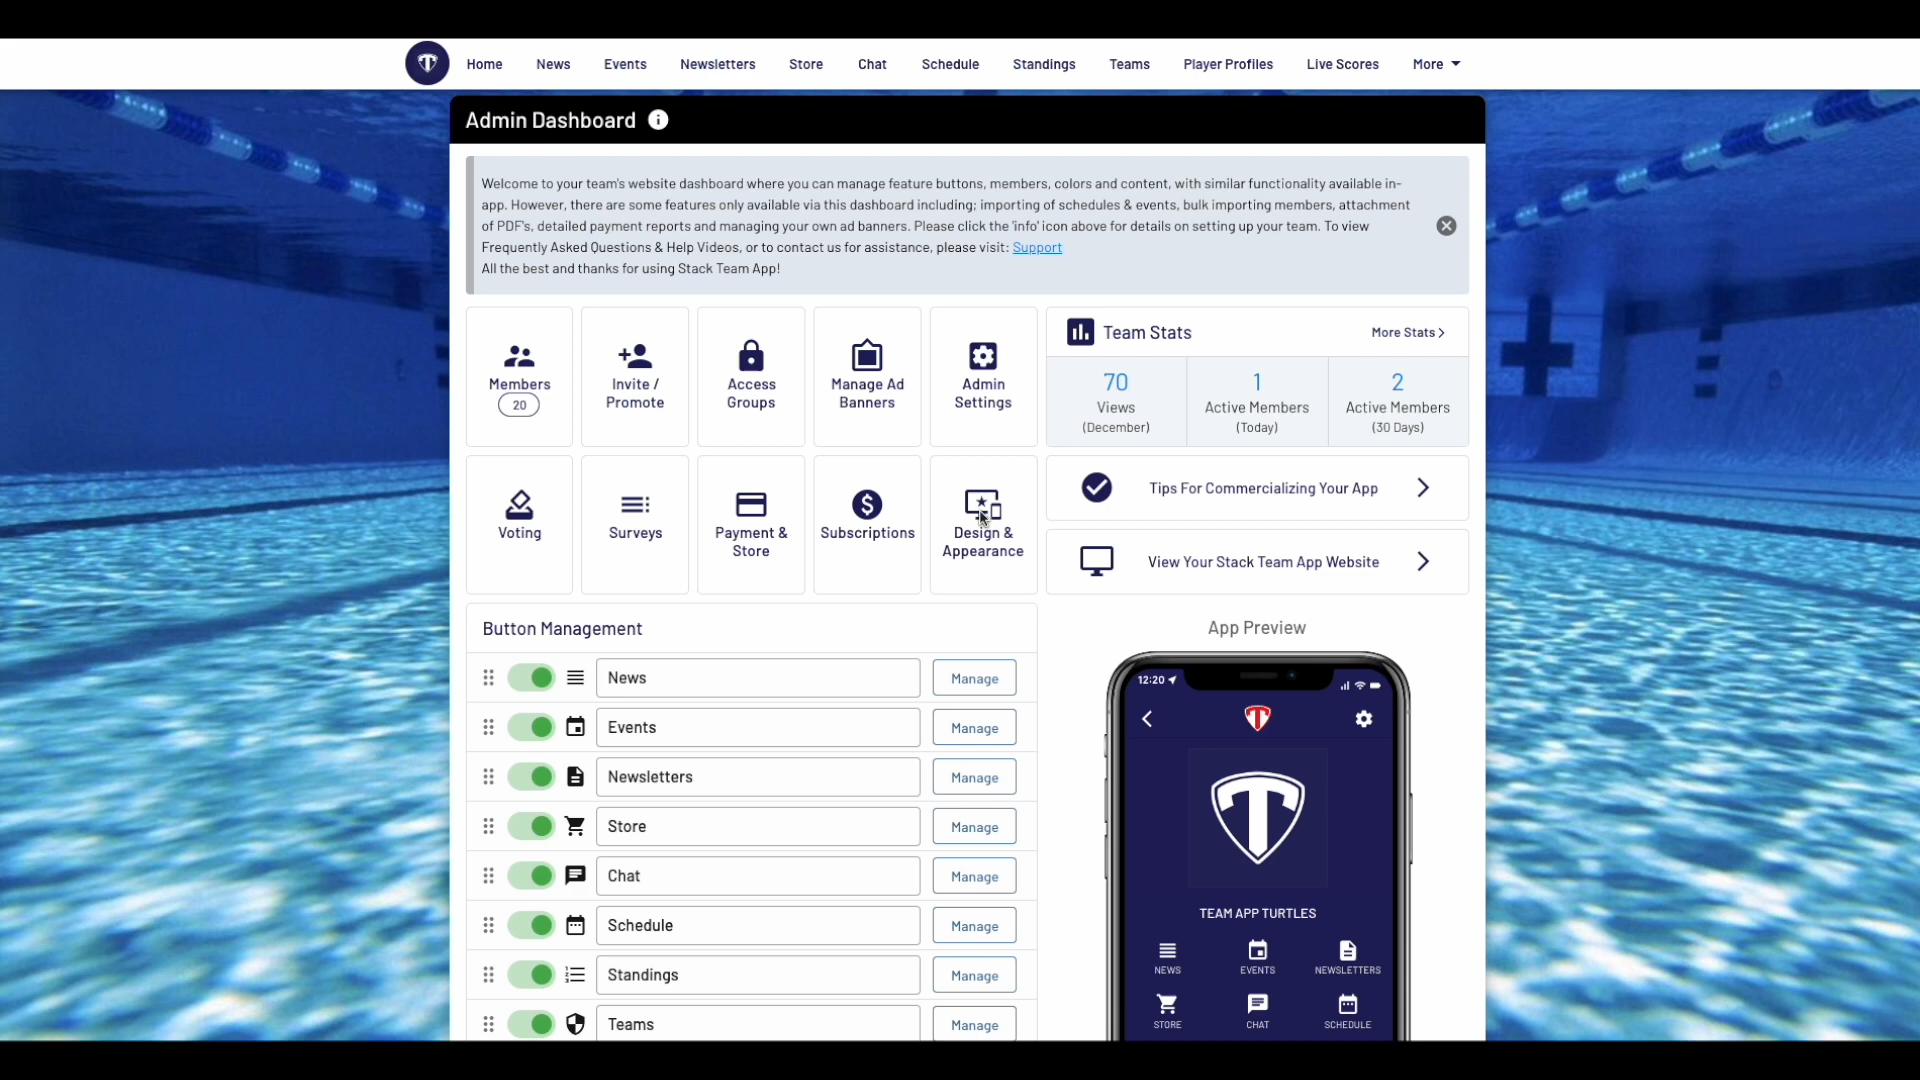 Home News Events Newsletters Store Chat Schedule Standings Teams Player Profiles Live Scores More
Admin Dashboard
Welcome to your team's website dashboard where you can manage feature buttons, members, colors and content, with similar functionality available in-
app. However, there are some features only available via this dashboard including; importing of schedules & events, bulk importing members, attachment
of PDF's, detailed payment reports and managing your own ad banners. Please click the 'info' icon above for details on setting up your team. To view
Frequently Asked Questions & Help Videos, or to contact us for assistance, please visit: Support
All the best and thanks for using Stack Team App!
Members
20
Invite /
Promote
Access
Groups
Manage Ad
Banners
Admin
Settings
Team Stats
More Stats
70
Views
(December)
1
Active Members
(Today)
2
Active Members
(30 Days)
Voting
Surveys
Payment &
Store
Subscriptions
Design &
Appearance
Tips For Commercializing Your App
View Your Stack Team App Website
Button Management
News Manage
Events Manage
Newsletters Manage
Store Manage
Chat Manage
Schedule Manage
Standings Manage
Teams Manage
App Preview
12:20
TEAM APP TURTLES
NEWS EVENTS NEWSLETTERS
STORE CHAT SCHEDULE